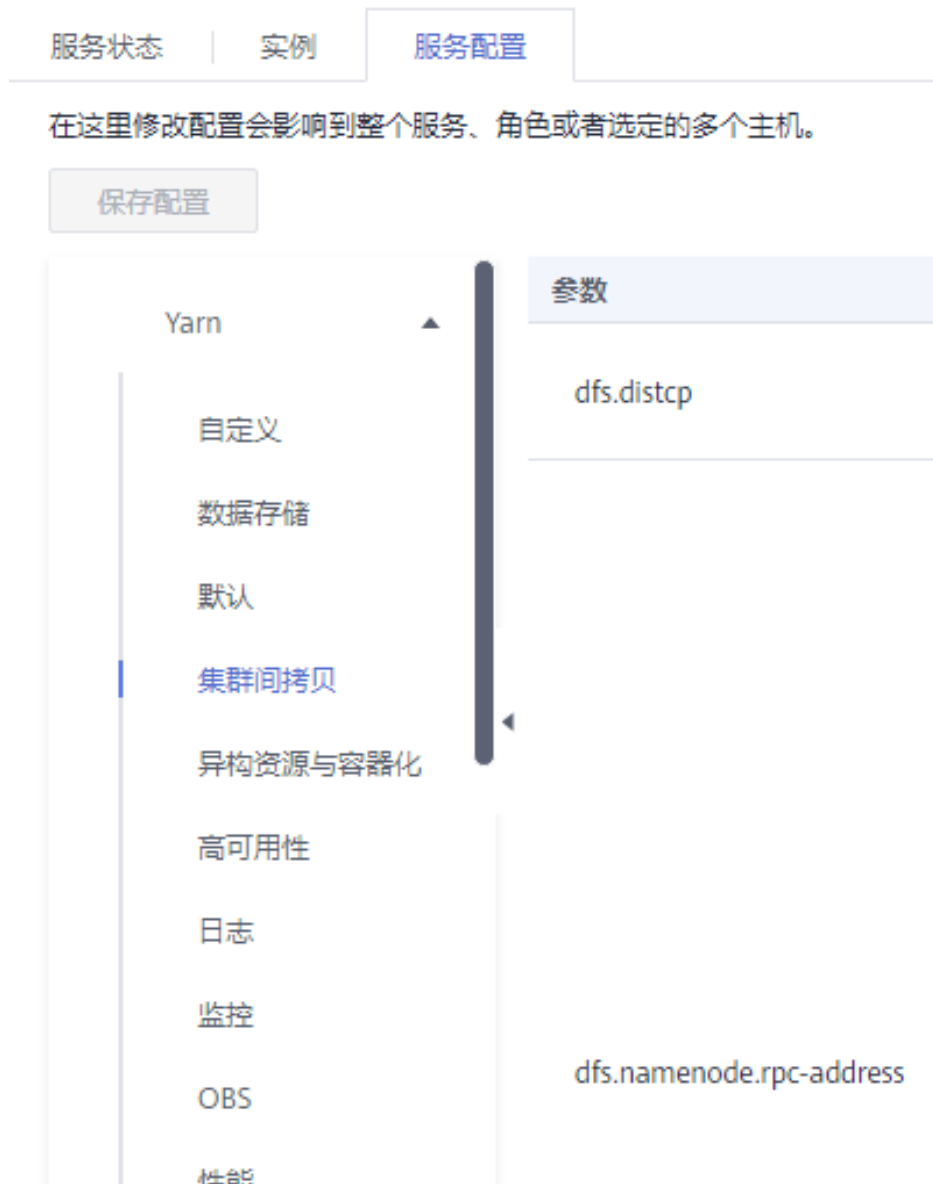 服务状态 实例 服务配置
在这里修改配置会影响到整个服务、角色或者选定的多个主机。
保存配置
Yarn
自定义
数据存储
默认
集群间拷贝
异构资源与容器化
高可用性
日志
监控
OBS
性能
参数
dfs.distcp
dfs.namenode.rpc-address